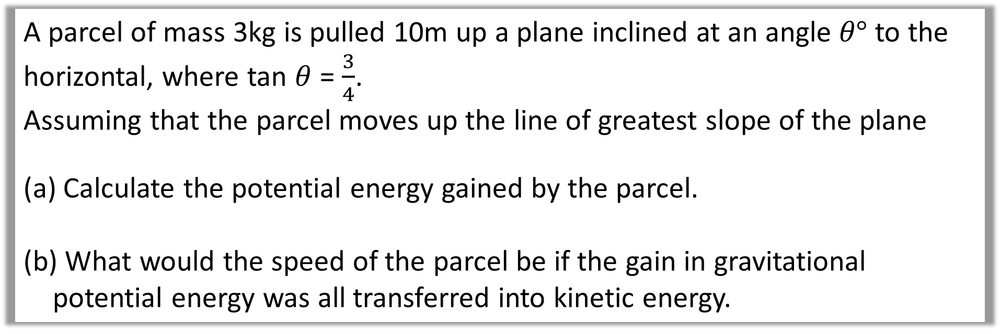 A parcel of mass 3kg is pulled 10m up a plane inclined at an angle θ° to the
horizontal, where tan θ = 3/4.
Assuming that the parcel moves up the line of greatest slope of the plane
(a) Calculate the potential energy gained by the parcel.
(b) What would the speed of the parcel be if the gain in gravitational
potential energy was all transferred into kinetic energy.